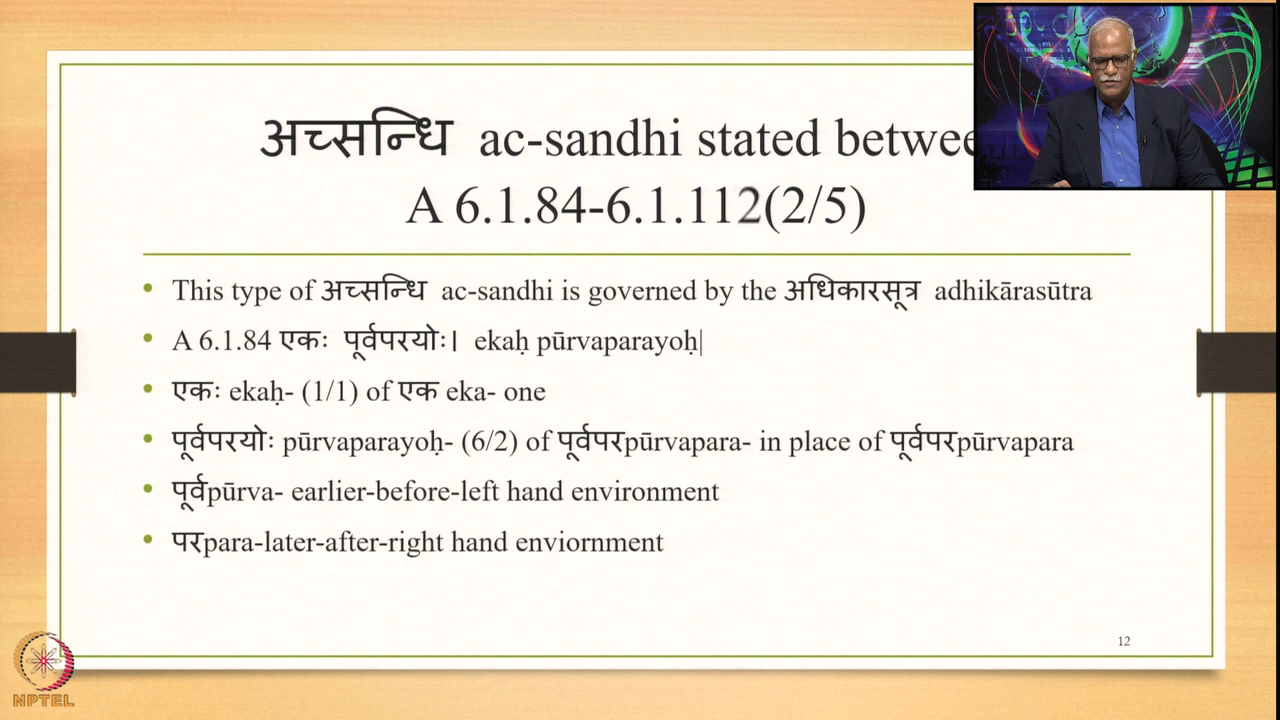 अच्सन्धि ac-sandhi stated betwee
A 6.1.84-6.1.112(2/5)
• This type of अच्सन्धि ac-sandhi is governed by the अधिकारसूत्र adhikārasūtra
• A 6.1.84 एकः पूर्वपरयोः। ekaḥ pūrvaparayoḥ|
• एकः ekaḥ- (1/1) of एक eka- one
• पूर्वपरयोः pūrvaparayoḥ- (6/2) of पूर्वपरpūrvapara- in place of पूर्वपरpūrvapara
• पूर्वpūrva- earlier-before-left hand environment
• परpara-later-after-right hand enviornment
12
NPTEL